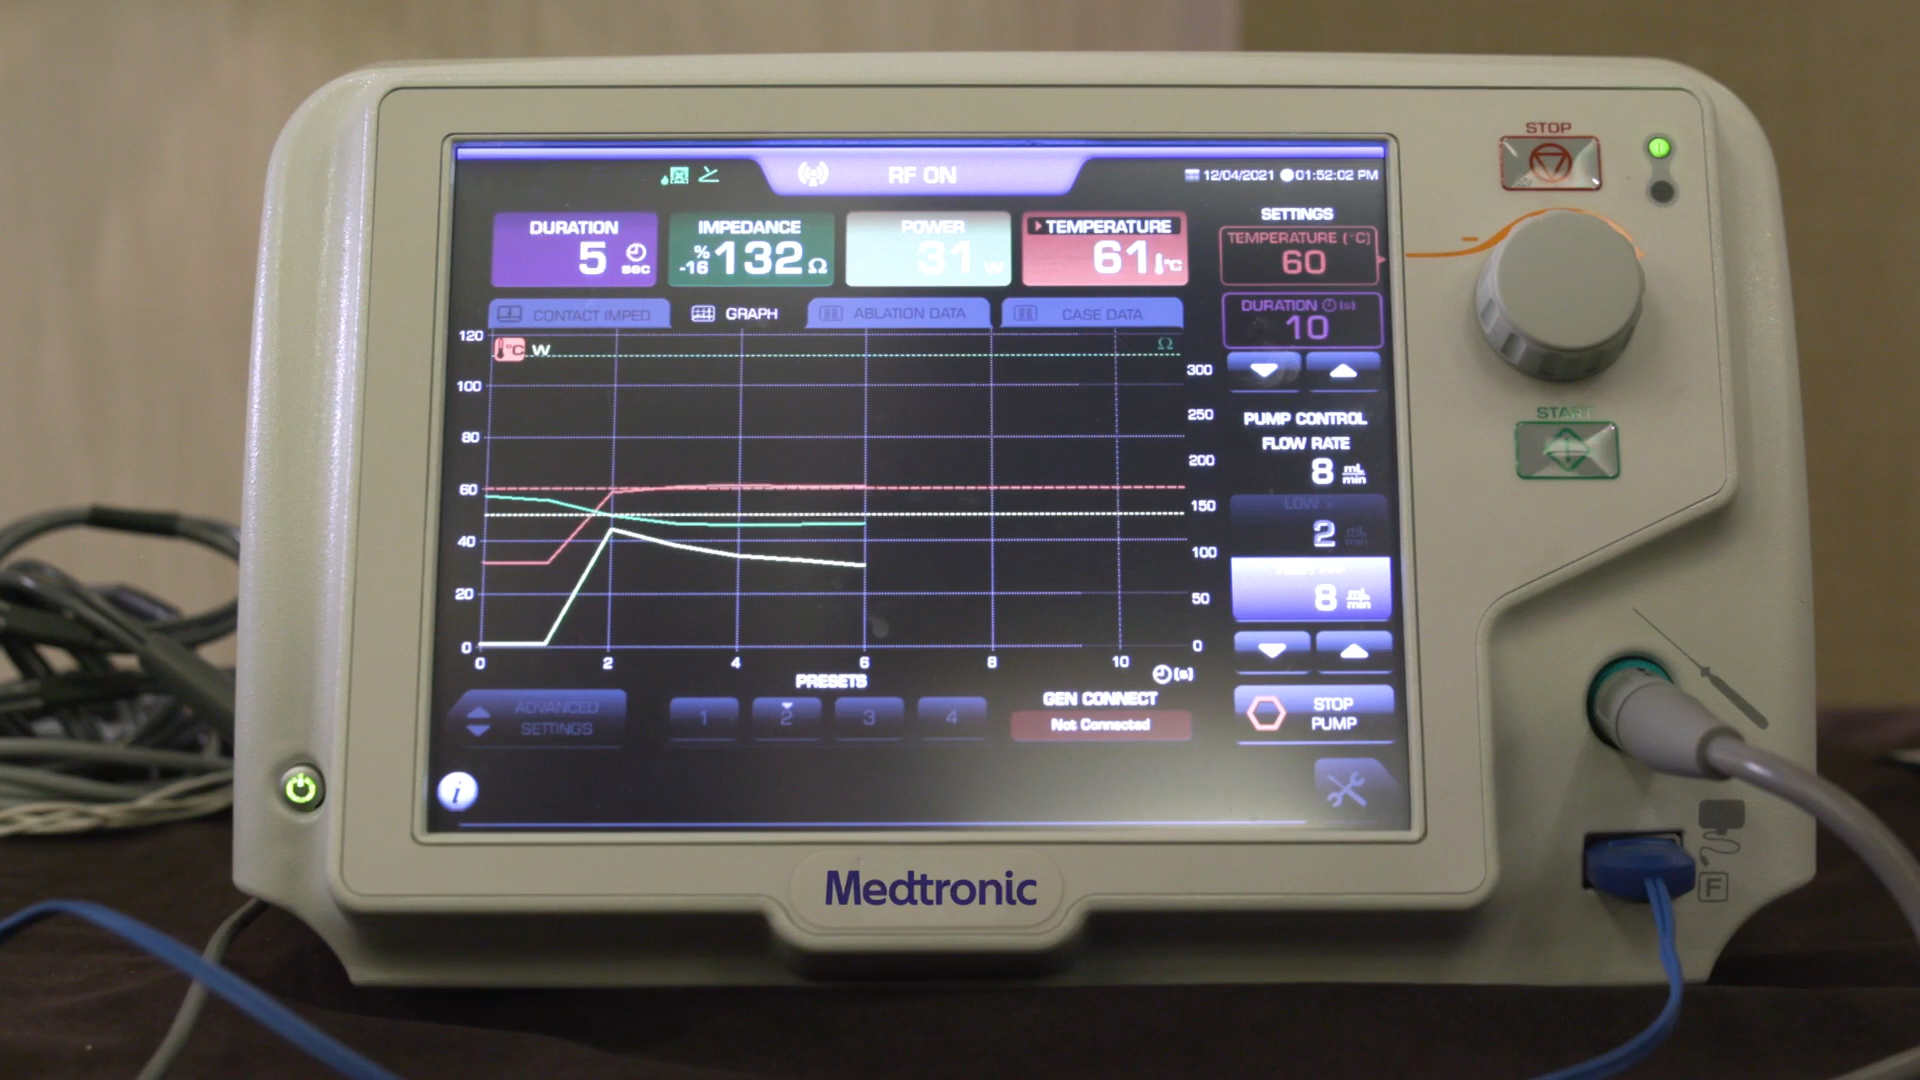 STOP
RF ON
12/04/2021 01:52:02 PM
DURATION
5 sec
IMPEDANCE
% -16 132 Ω
POWER
31 W
TEMPERATURE
61 °C
SETTINGS
TEMPERATURE (°C)
60
DURATION (s)
10
CONTACT IMPED
GRAPH
ABLATION DATA
CASE DATA
°C W
Ω
120
100
80
60
40
20
0
300
250
200
150
100
50
0
0 2 4 6 8 10 (s)
PUMP CONTROL
FLOW RATE
8 mL/min
LOW
2 mL/min
8 mL/min
STOP
PUMP
START
PRESETS
1 2 3 4
ADVANCED
SETTINGS
GEN CONNECT
Not Connected
i
F
Medtronic